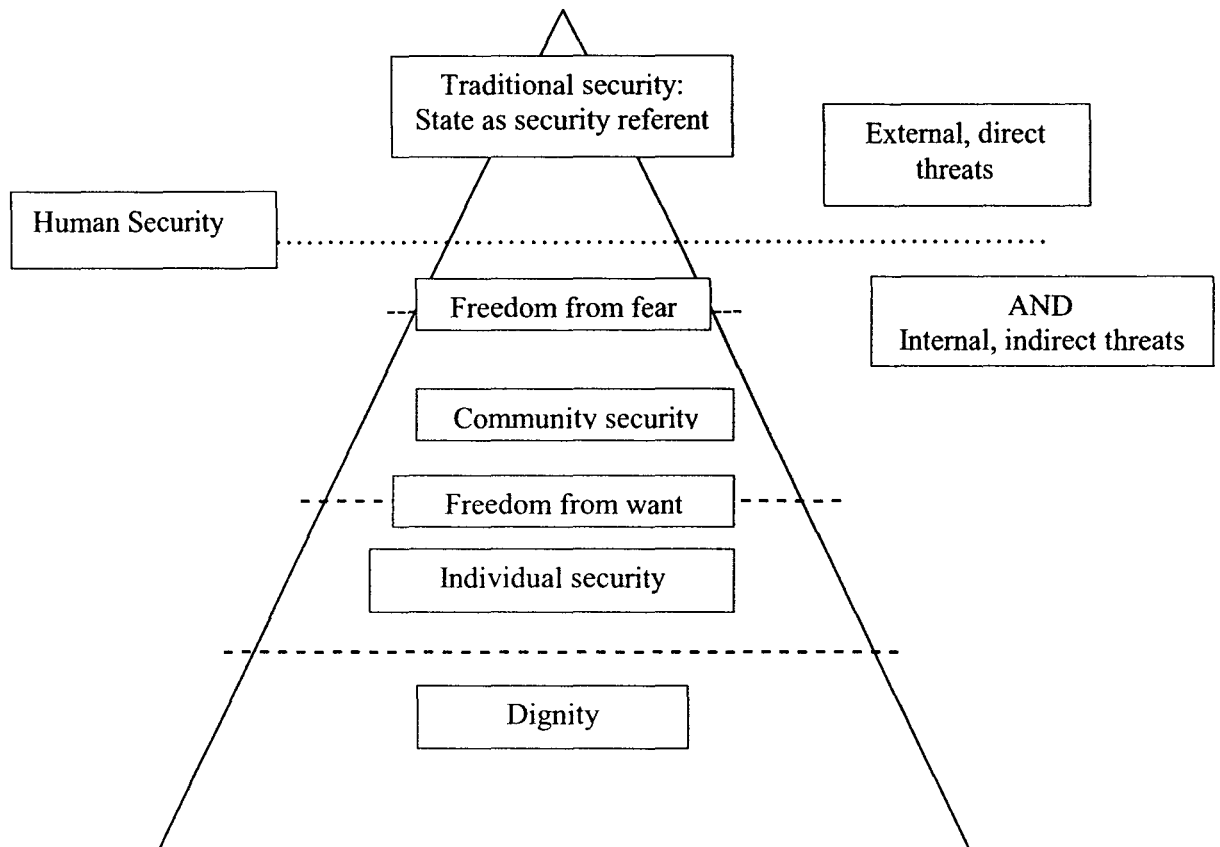 Traditional security:
State as security referent
External, direct
threats
Human Security
Freedom from fear
AND
Internal, indirect threats
Community security
Freedom from want
Individual security
Dignity